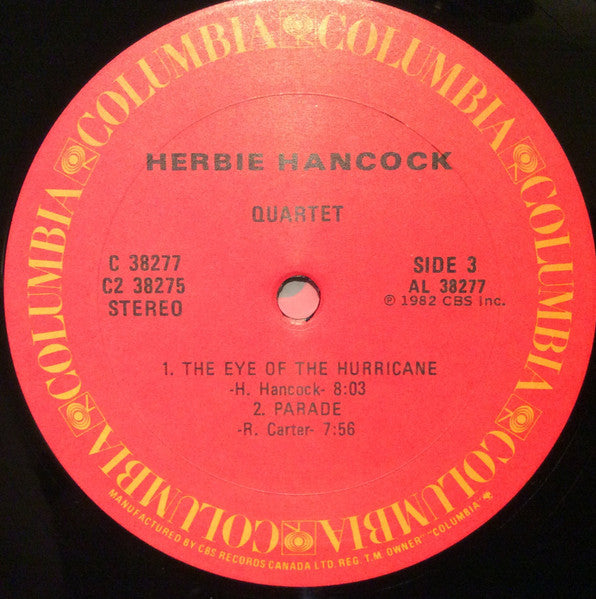 COLUMBIA COLUMBIA COLUMBIA COLUMBIA COLUMBIA COLUMBIA
HERBIE HANCOCK
QUARTET
C 38277
C2 38275
STEREO
SIDE 3
AL 38277
℗ 1982 CBS Inc.
1. THE EYE OF THE HURRICANE
-H. Hancock- 8:03
2. PARADE
-R. Carter- 7:56
MANUFACTURED BY CBS RECORDS CANADA LTD. REG. T.M. OWNER "COLUMBIA"